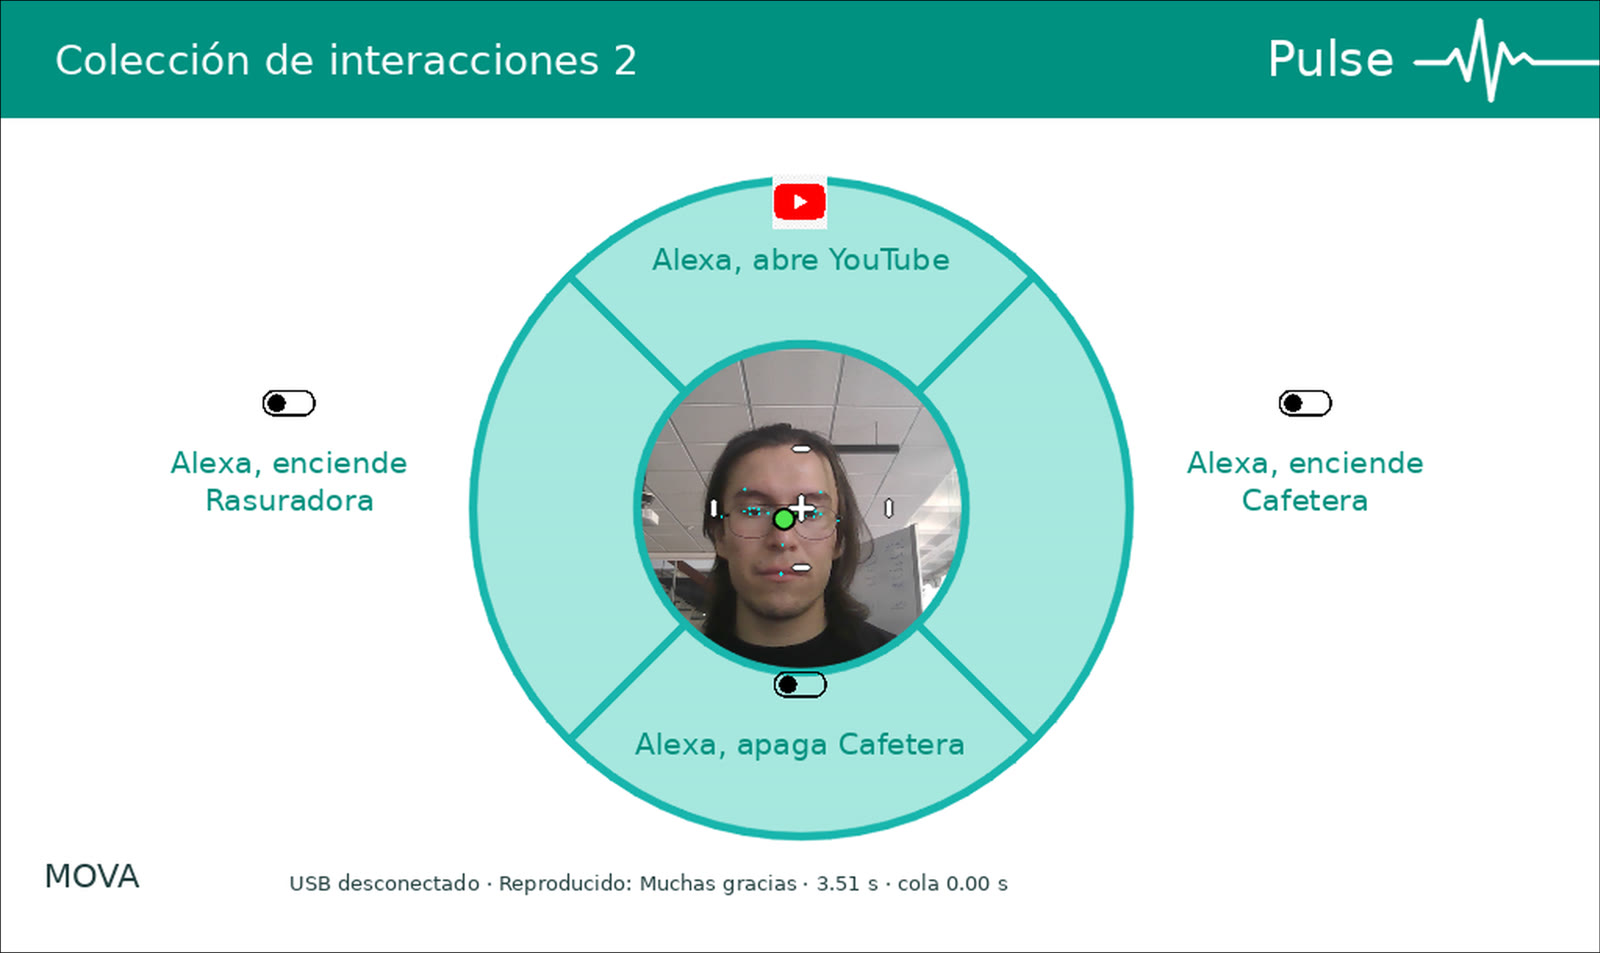 Colección de interacciones 2
Pulse
Alexa, abre YouTube
Alexa, enciende
Rasuradora
Alexa, enciende
Cafetera
Alexa, apaga Cafetera
MOVA
USB desconectado · Reproducido: Muchas gracias · 3.51 s · cola 0.00 s